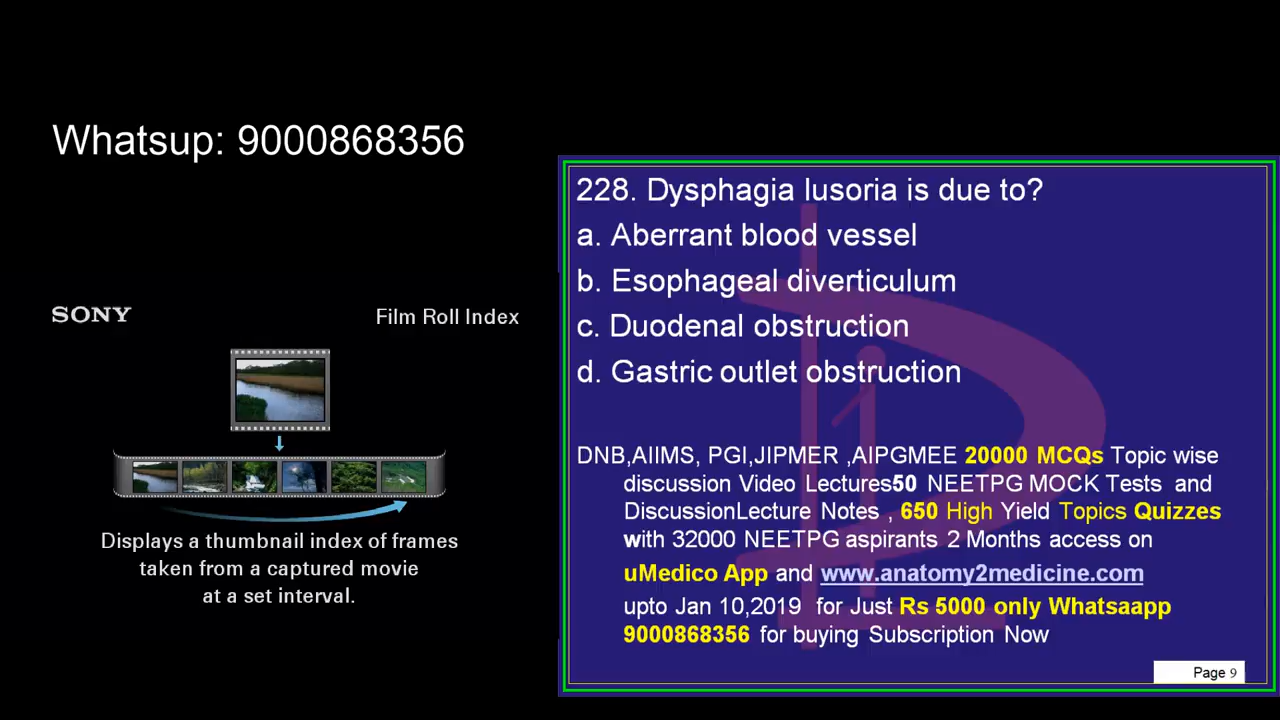 Whatsup: 9000868356
SONY
Film Roll Index
Displays a thumbnail index of frames
taken from a captured movie
at a set interval.
228. Dysphagia lusoria is due to?
a. Aberrant blood vessel
b. Esophageal diverticulum
c. Duodenal obstruction
d. Gastric outlet obstruction
DNB,AIIMS, PGI,JIPMER ,AIPGMEE 20000 MCQs Topic wise
discussion Video Lectures50 NEETPG MOCK Tests and
DiscussionLecture Notes , 650 High Yield Topics Quizzes
with 32000 NEETPG aspirants 2 Months access on
uMedico App and www.anatomy2medicine.com
upto Jan 10,2019 for Just Rs 5000 only Whatsaapp
9000868356 for buying Subscription Now
Page 9